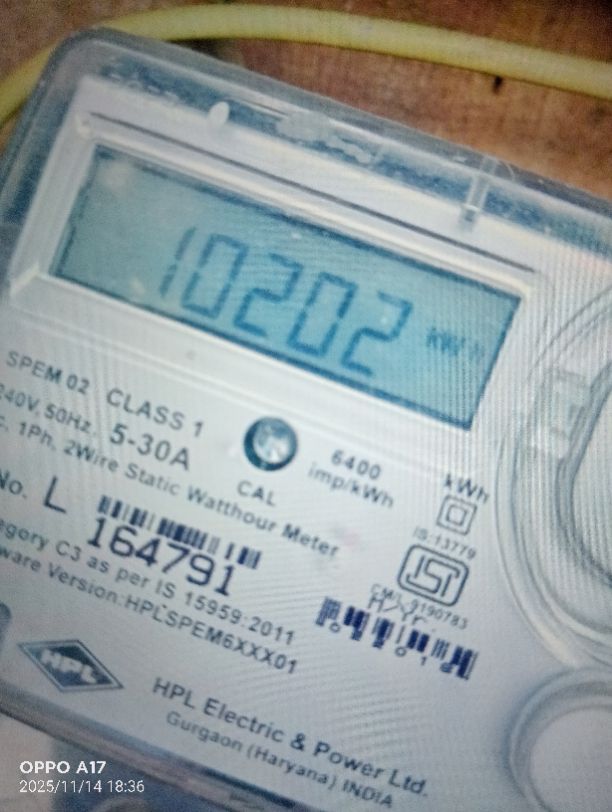 10202 kWh
SPEM 02 CLASS 1
240V, 50Hz, 5-30A
6400
imp/kWh
kWh
1Ph. 2Wire Static Watthour Meter
CAL
IS:13779
No. L
164791
CM/L-9190783
C3 as per IS 15959:2011
Version:HPLSPEM6XXX01
HPL
HPL Electric & Power Ltd.
Gurgaon (Haryana) INDIA
OPPO A17
2025/11/14 18:36